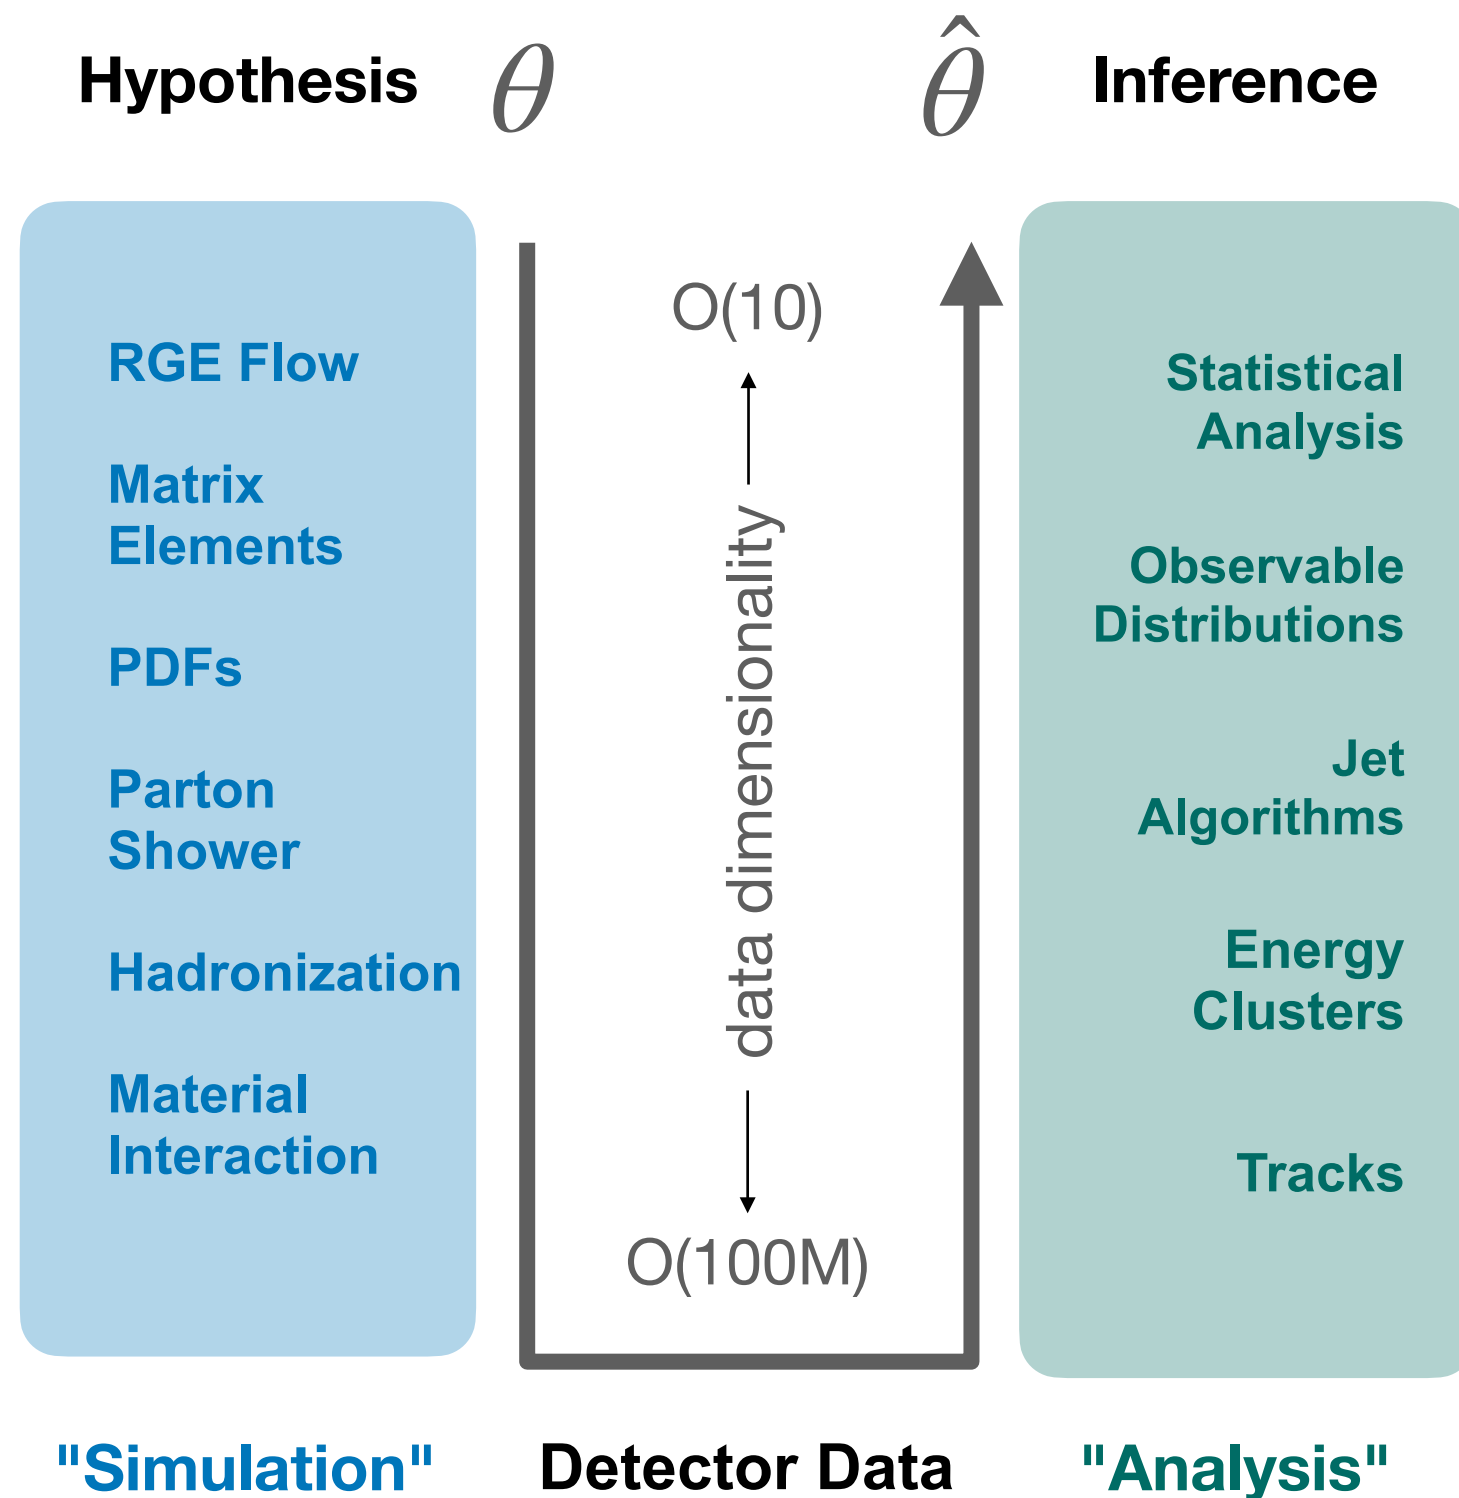 Hypothesis θ θ̂ Inference
RGE Flow
Matrix
Elements
PDFs
Parton
Shower
Hadronization
Material
Interaction
O(10)
data dimensionality
O(100M)
Statistical
Analysis
Observable
Distributions
Jet
Algorithms
Energy
Clusters
Tracks
"Simulation" Detector Data "Analysis"